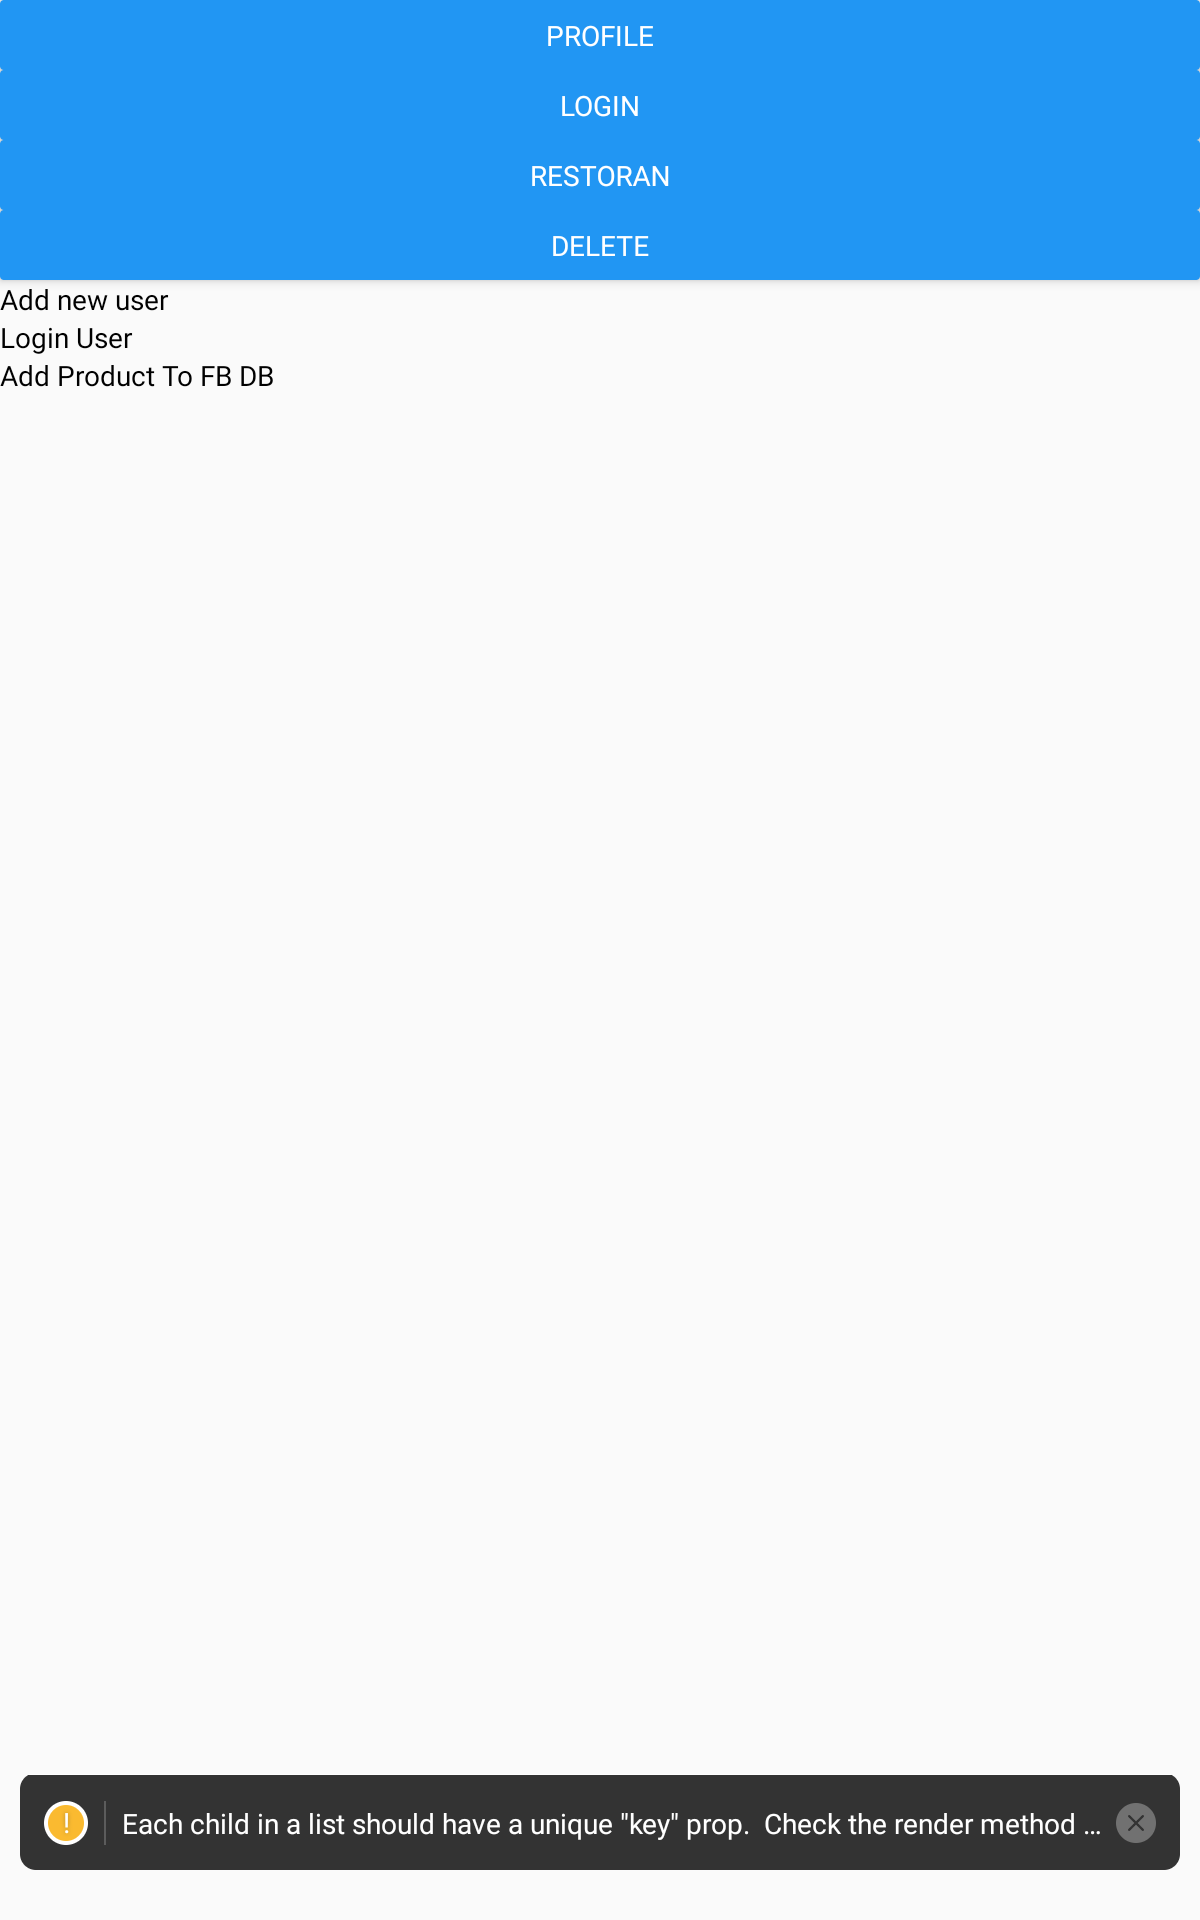 PROFILE
LOGIN
RESTORAN
DELETE
Add new user
Login User
Add Product To FB DB
Each child in a list should have a unique "key" prop.  Check the render method ...